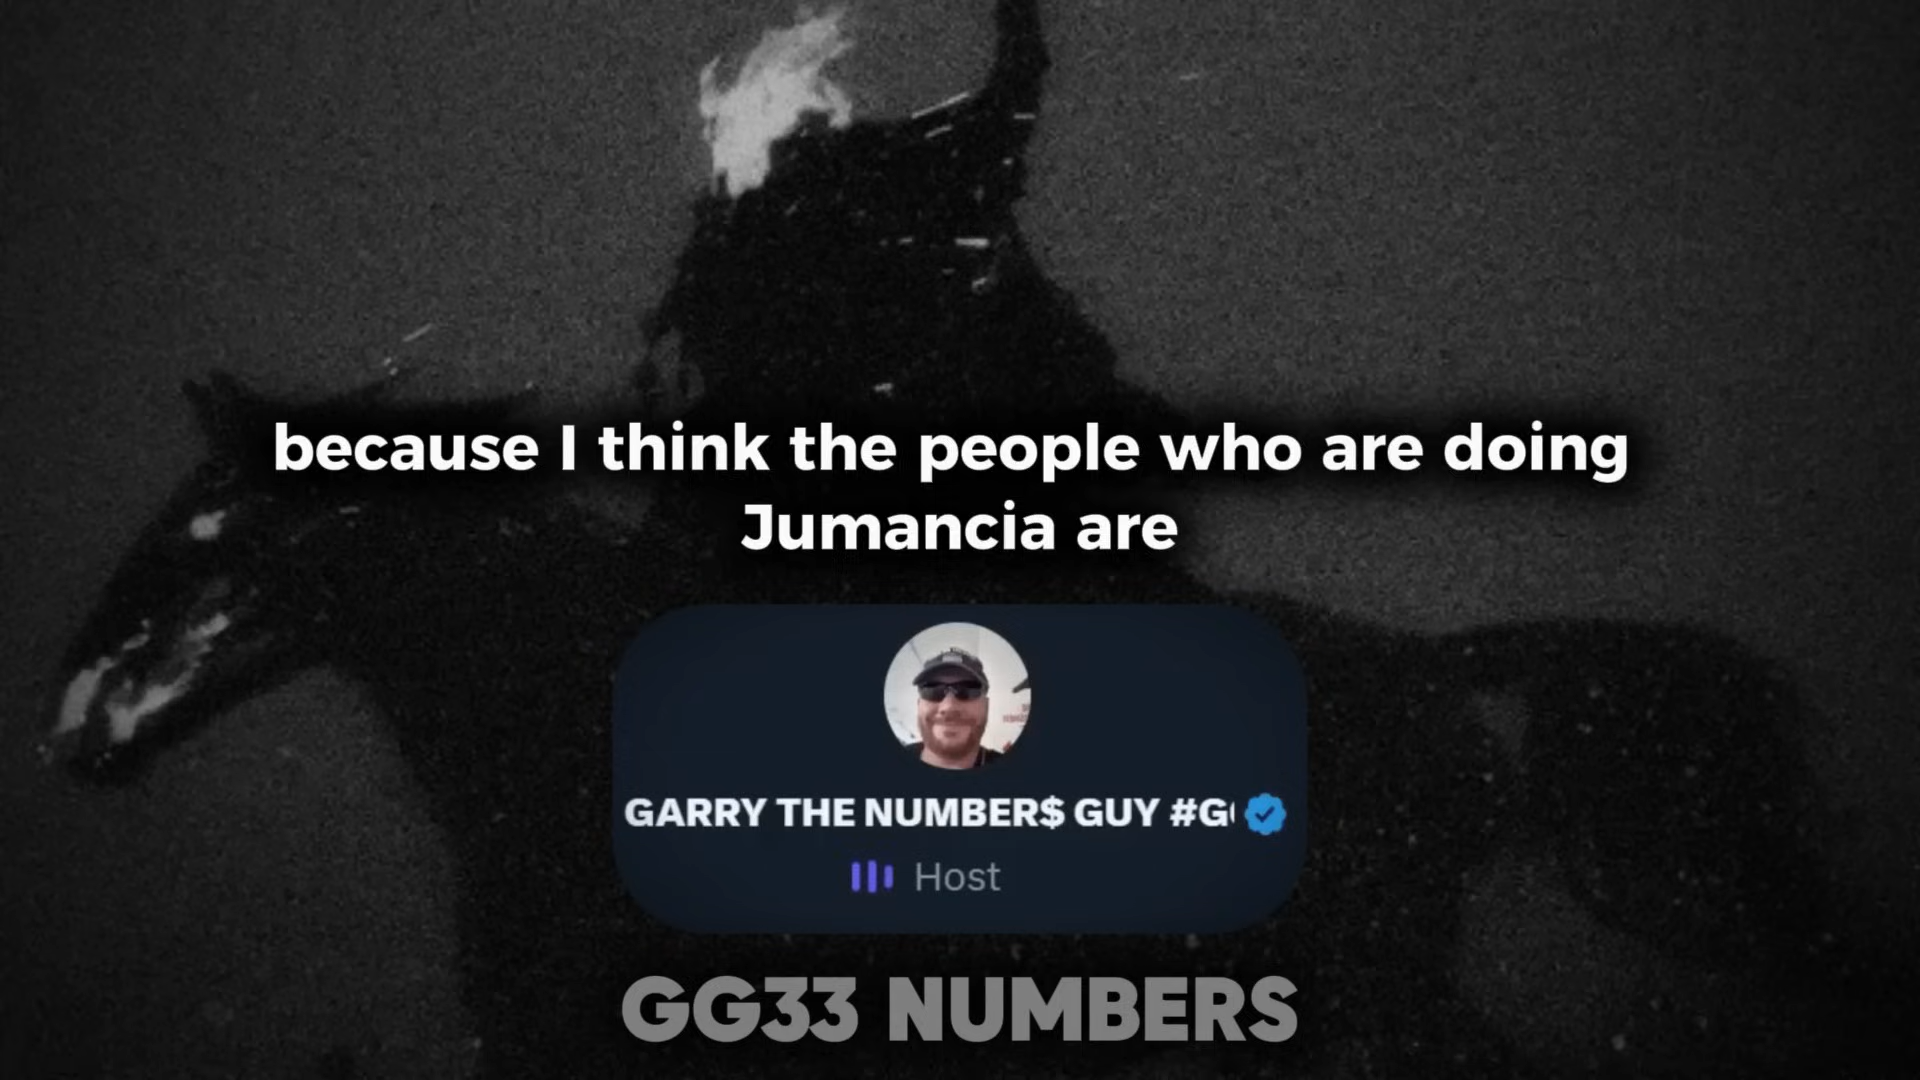 because I think the people who are doing
Jumancia are
GARRY THE NUMBER$ GUY #G
Host
GG33 NUMBERS